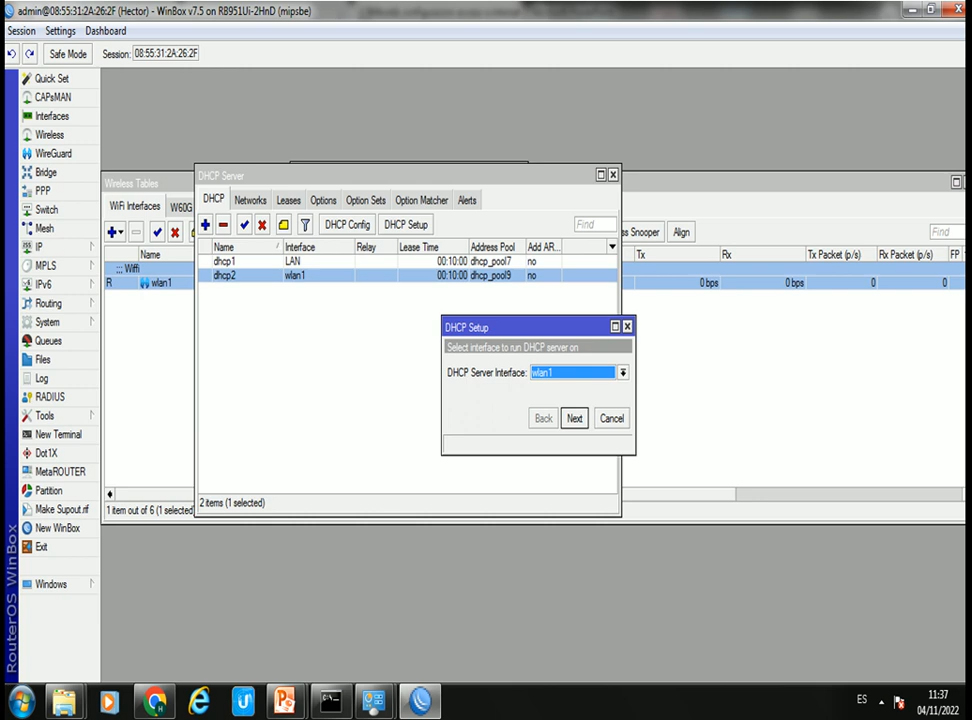 admin@08:55:31:2A:26:2F (Hector) - WinBox v7.5 on RB951Ui-2HnD (mipsbe)
Session Settings Dashboard
Safe Mode Session: 08:55:31:2A:26:2F
Quick Set
CAPsMAN
Interfaces
Wireless
WireGuard
Bridge
PPP
Switch
Mesh
IP
MPLS
IPv6
Routing
System
Queues
Files
Log
RADIUS
Tools
New Terminal
Dot1X
MetaROUTER
Partition
Make Supout.rif
New WinBox
Exit
Windows
RouterOS WinBox
Wireless Tables
WiFi Interfaces W60G
Name
::: Wiffi
R wlan1
1 item out of 6 (1 selected
Snooper Align
Find
Tx Rx Tx Packet (p/s) Rx Packet (p/s) FP
0 bps 0 bps 0 0
DHCP Server
DHCP Networks Leases Options Option Sets Option Matcher Alerts
DHCP Config DHCP Setup Find
Name Interface Relay Lease Time Address Pool Add AR...
dhcp1 LAN 00:10:00 dhcp_pool7 no
dhcp2 wlan1 00:10:00 dhcp_pool9 no
2 items (1 selected)
DHCP Setup
Select interface to run DHCP server on
DHCP Server Interface: wlan1
Back Next Cancel
ES 11:37
04/11/2022